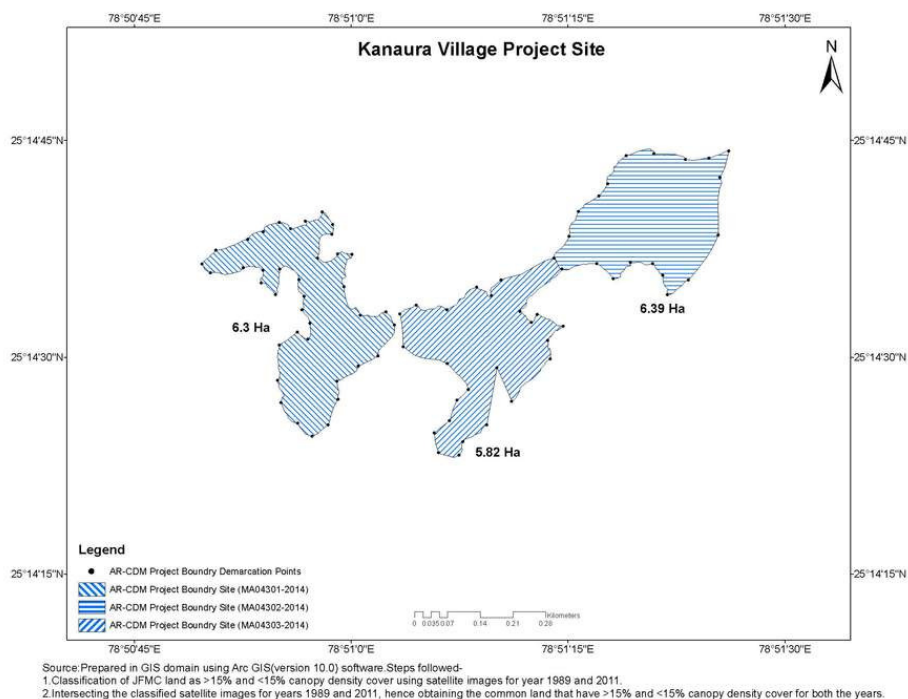 78°50'45"E 78°51'0"E 78°51'15"E 78°51'30"E
Kanaura Village Project Site
N
25°14'45"N 25°14'45"N
6.39 Ha
6.3 Ha
25°14'30"N 25°14'30"N
5.82 Ha
Legend
AR-CDM Project Boundry Demarcation Points
25°14'15"N 25°14'15"N
AR-CDM Project Boundry Site (MA04301-2014)
AR-CDM Project Boundry Site (MA04302-2014)
AR-CDM Project Boundry Site (MA04303-2014)
Kilometers
0 0.035 0.07 0.14 0.21 0.28
78°50'45"E 78°51'0"E 78°51'15"E 78°51'30"E
Source:Prepared in GIS domain using Arc GIS(version 10.0) software.Steps followed-
1.Classification of JFMC land as >15% and <15% canopy density cover using satellite images for year 1989 and 2011.
2.Intersecting the classified satellite images for years 1989 and 2011, hence obtaining the common land that have >15% and <15% canopy density cover for both the years.